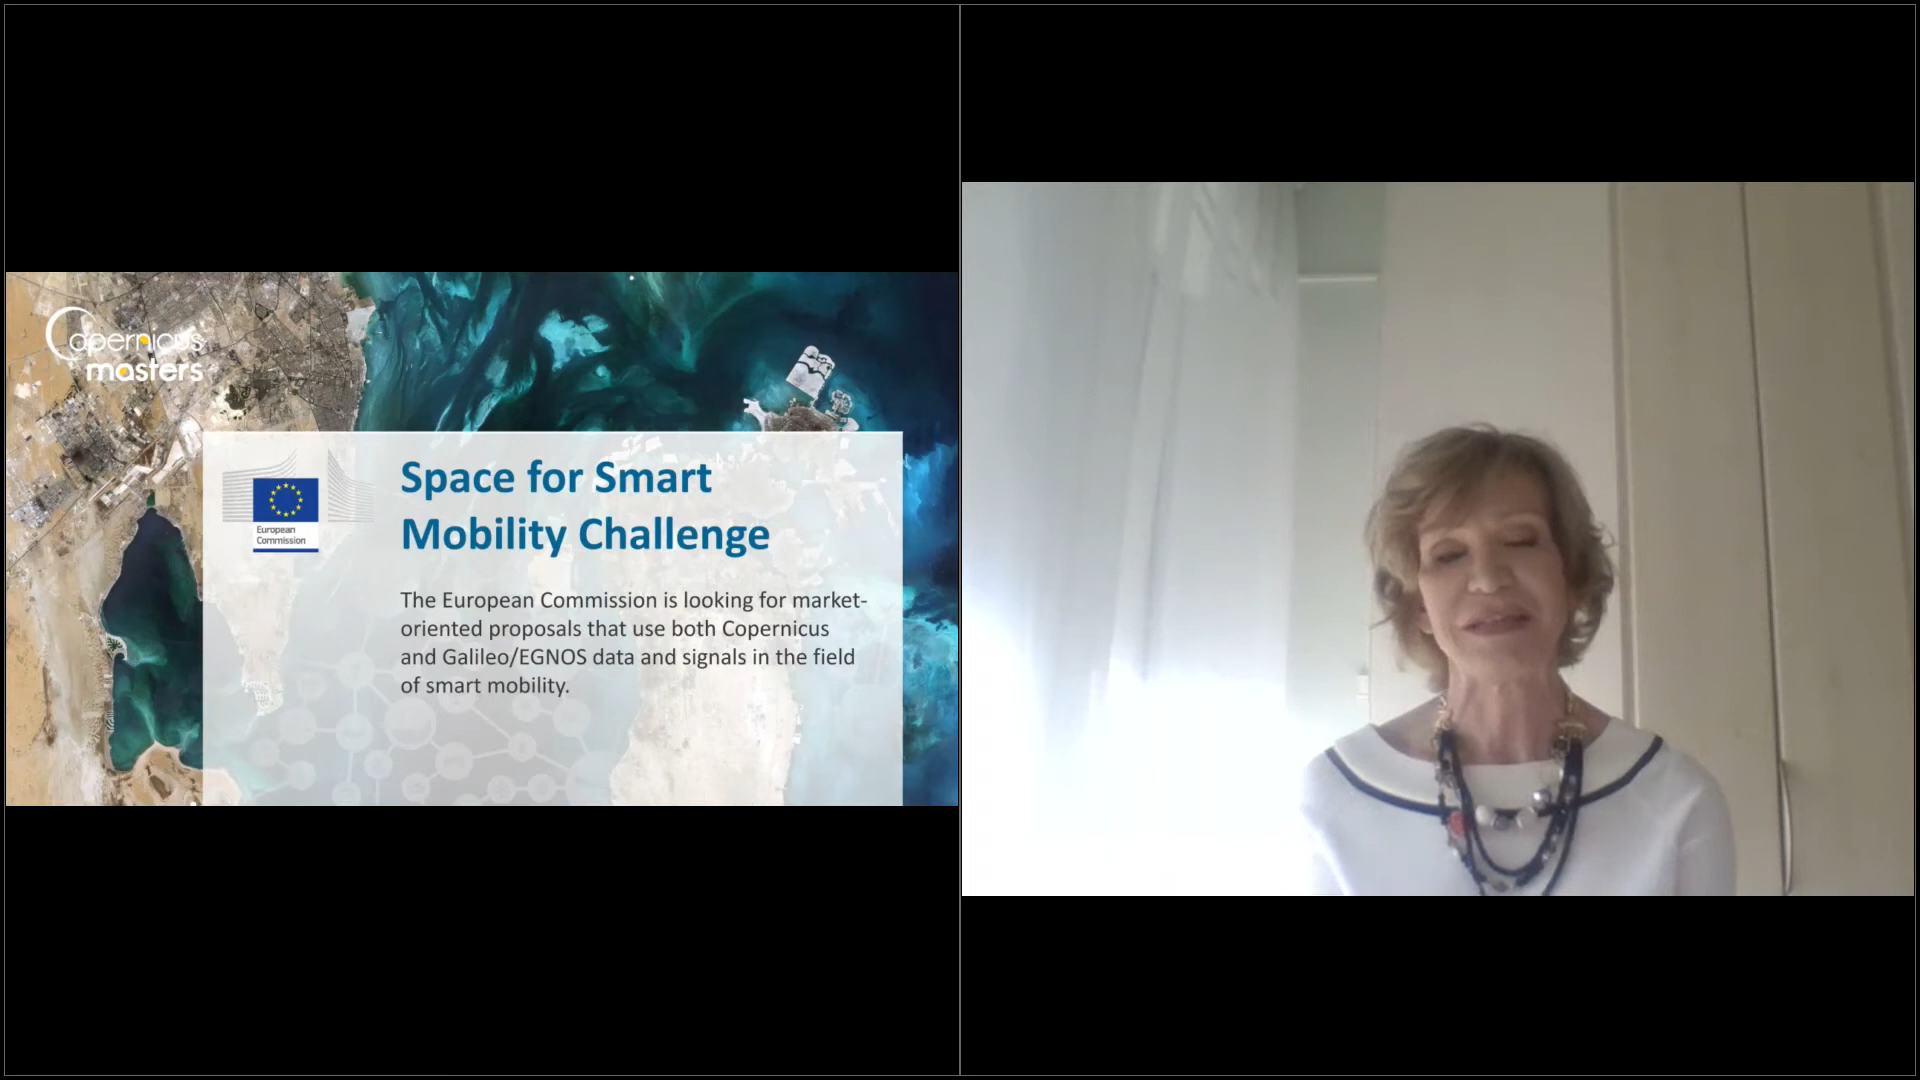 Copernicus
masters
European
Commission
Space for Smart
Mobility Challenge
The European Commission is looking for market-
oriented proposals that use both Copernicus
and Galileo/EGNOS data and signals in the field
of smart mobility.